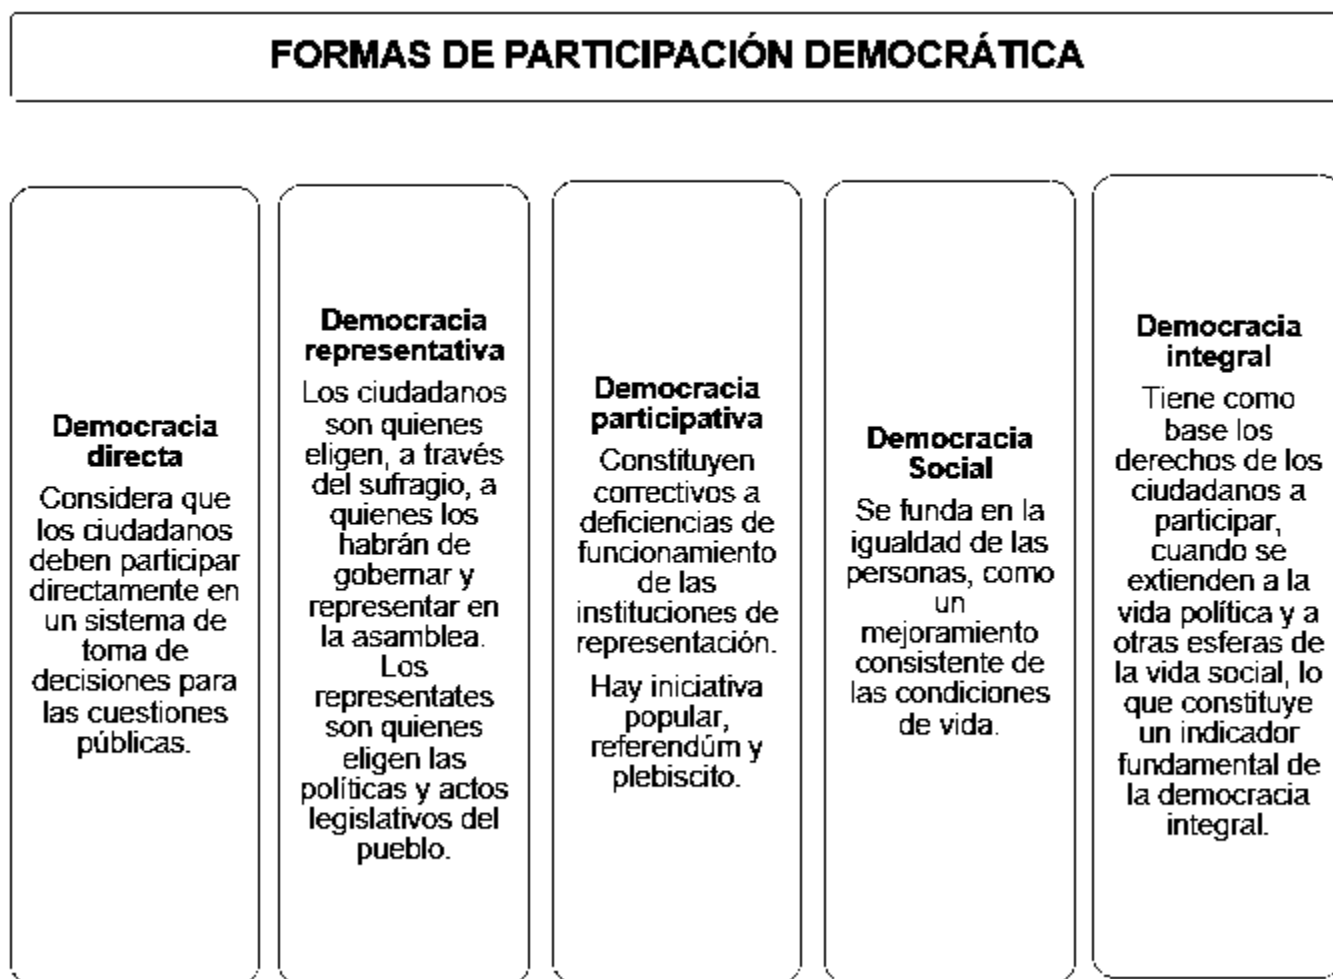 FORMAS DE PARTICIPACIÓN DEMOCRÁTICA
Democracia
directa
Considera que
los ciudadanos
deben participar
directamente en
un sistema de
toma de
decisiones para
las cuestiones
públicas.
Democracia
representativa
Los ciudadanos
son quienes
eligen, a través
del sufragio, a
quienes los
habrán de
gobernar y
representar en
la asamblea.
Los
representates
son quienes
eligen las
políticas y actos
legislativos del
pueblo.
Democracia
participativa
Constituyen
correctivos a
deficiencias de
funcionamiento
de las
instituciones de
representación.
Hay iniciativa
popular,
referendúm y
plebiscito.
Democracia
Social
Se funda en la
igualdad de las
personas, como
un
mejoramiento
consistente de
las condiciones
de vida.
Democracia
integral
Tiene como
base los
derechos de los
ciudadanos a
participar,
cuando se
extienden a la
vida política y a
otras esferas de
la vida social, lo
que constituye
un indicador
fundamental de
la democracia
integral.